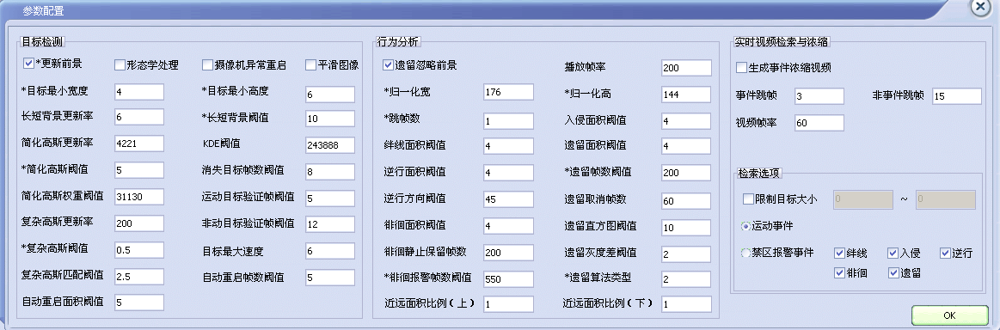 参数配置
目标检测
*更新前景 形态学处理 摄像机异常重启 平滑图像
*目标最小宽度 4 *目标最小高度 6
长短背景更新率 6 *长短背景阈值 10
简化高斯更新率 4221 KDE阈值 243888
*简化高斯阈值 5 消失目标帧数阈值 8
简化高斯权重阈值 31130 运动目标验证帧阈值 5
复杂高斯更新率 200 非动目标验证帧阈值 12
*复杂高斯阈值 0.5 目标最大速度 6
复杂高斯匹配阈值 2.5 自动重启帧数阈值 5
自动重启面积阈值 5
行为分析
遗留忽略前景 播放帧率 200
*归一化宽 176 *归一化高 144
*跳帧数 1 入侵面积阈值 4
绊线面积阈值 4 遗留面积阈值 4
逆行面积阈值 4 *遗留帧数阈值 200
逆行方向阈值 45 遗留取消帧数 60
徘徊面积阈值 4 遗留直方图阈值 10
徘徊静止保留帧数 200 遗留灰度差阈值 2
*徘徊报警帧数阈值 550 *遗留算法类型 2
近远面积比例(上) 1 近远面积比例(下) 1
实时视频检索与浓缩
生成事件浓缩视频
事件跳帧 3 非事件跳帧 15
视频帧率 60
检索选项
限制目标大小 0 ~ 0
运动事件
禁区报警事件 绊线 入侵 逆行
徘徊 遗留
OK